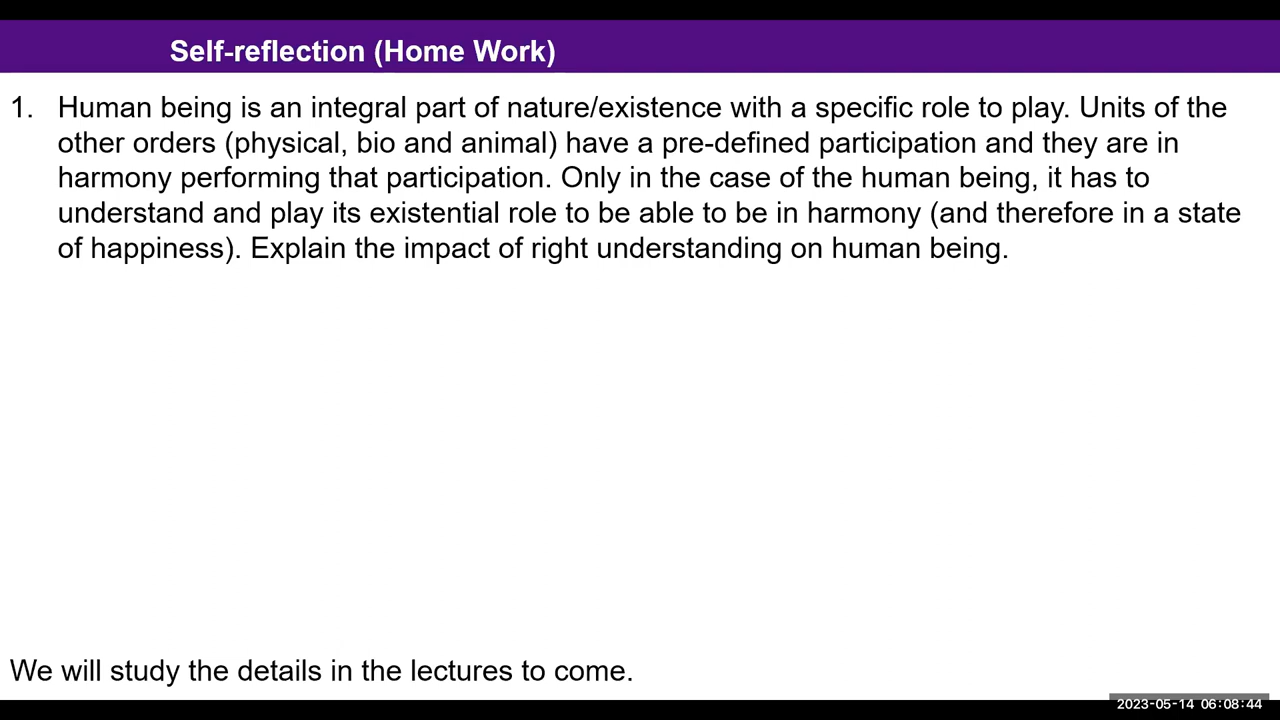 Self-reflection (Home Work)
1. Human being is an integral part of nature/existence with a specific role to play. Units of the
other orders (physical, bio and animal) have a pre-defined participation and they are in
harmony performing that participation. Only in the case of the human being, it has to
understand and play its existential role to be able to be in harmony (and therefore in a state
of happiness). Explain the impact of right understanding on human being.
We will study the details in the lectures to come.
2023-05-14 06:08:44